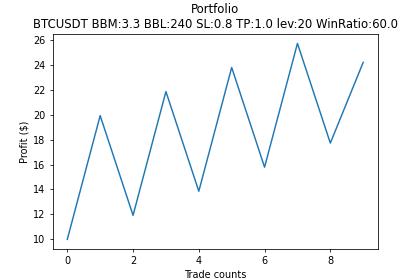 Portfolio
BTCUSDT BBM:3.3 BBL:240 SL:0.8 TP:1.0 lev:20 WinRatio:60.0
26
24
22
20
18
16
14
12
10
Profit ($)
0 2 4 6 8
Trade counts